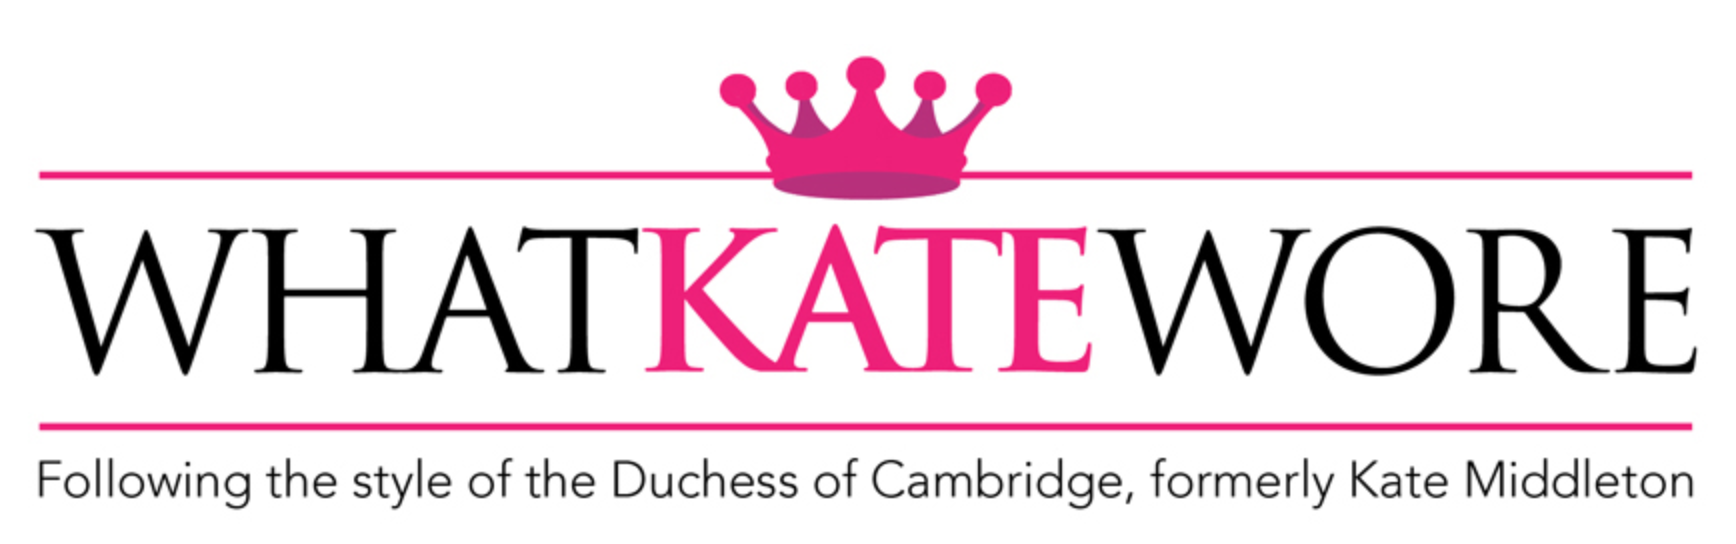 WHATKATEWORE
Following the style of the Duchess of Cambridge, formerly Kate Middleton